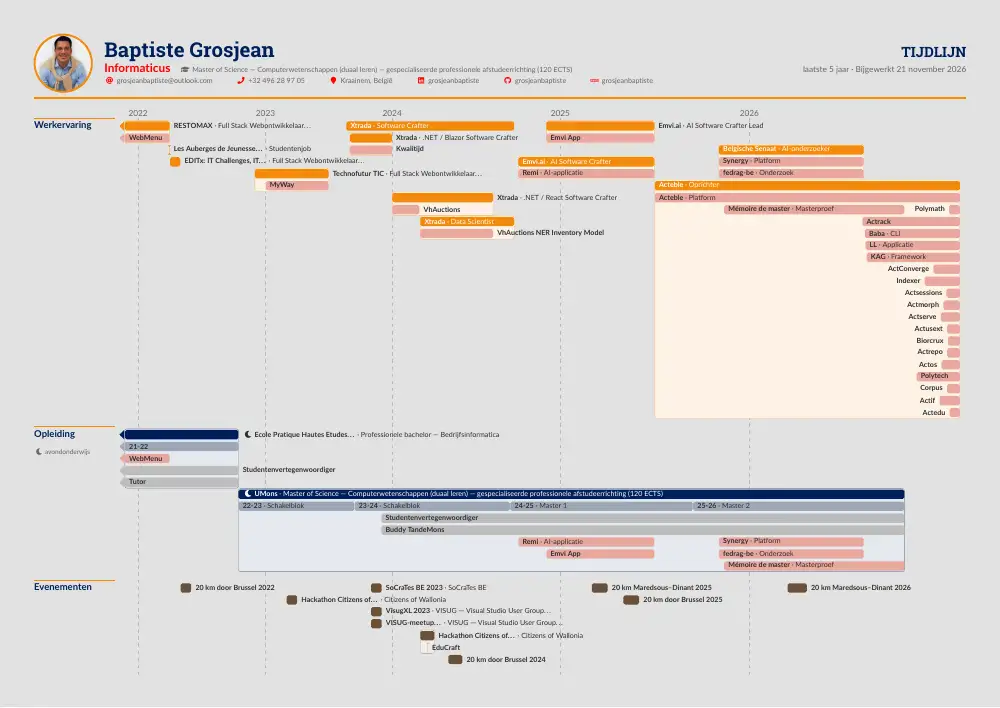 Baptiste Grosjean
TIJDLIJN
Informaticus Master of Science — Computerwetenschappen (duaal leren) — gespecialiseerde professionele afstudeerrichting (120 ECTS)
laatste 5 jaar · Bijgewerkt 21 november 2026
grosjeanbaptiste@outlook.com +32 496 28 97 05 Kraainem, België grosjeanbaptiste grosjeanbaptiste grosjeanbaptiste
2022 2023 2024 2025 2026
Werkervaring
RESTOMAX · Full Stack Webontwikkelaar…
Xtrada · Software Crafter
Emvi.ai · AI Software Crafter Lead
WebMenu
Xtrada · .NET / Blazor Software Crafter
Emvi App
Les Auberges de Jeunesse… · Studentenjob
Kwalitijd
Belgische Senaat · AI-onderzoeker
EDITx: IT Challenges, IT… · Full Stack Webontwikkelaar…
Emvi.ai · AI Software Crafter
Synergy · Platform
Technofutur TIC · Full Stack Webontwikkelaar…
Remi · AI-applicatie
fedrag-be · Onderzoek
MyWay
Acteble · Oprichter
Xtrada · .NET / React Software Crafter
Acteble · Platform
VhAuctions
Mémoire de master · Masterproef
Polymath
Xtrada · Data Scientist
Actrack
VhAuctions NER Inventory Model
Baba · CLI
LL · Applicatie
KAG · Framework
ActConverge
Indexer
Actsessions
Actmorph
Actserve
Actusext
Biorcrux
Actrepo
Actos
Polytech
Corpus
Actif
Actedu
Opleiding
Ecole Pratique Hautes Etudes… · Professionele bachelor — Bedrijfsinformatica
21-22
avondonderwijs
WebMenu
Studentenvertegenwoordiger
Tutor
UMons · Master of Science — Computerwetenschappen (duaal leren) — gespecialiseerde professionele afstudeerrichting (120 ECTS)
22-23 · Schakelblok 23-24 · Schakelblok 24-25 · Master 1 25-26 · Master 2
Studentenvertegenwoordiger
Buddy TandeMons
Remi · AI-applicatie
Synergy · Platform
Emvi App
fedrag-be · Onderzoek
Mémoire de master · Masterproef
Evenementen
20 km door Brussel 2022
SoCraTes BE 2023 · SoCraTes BE
20 km Maredsous–Dinant 2025
20 km Maredsous–Dinant 2026
Hackathon Citizens of… · Citizens of Wallonia
20 km door Brussel 2025
VisugXL 2023 · VISUG — Visual Studio User Group…
VISUG-meetup… · VISUG — Visual Studio User Group…
Hackathon Citizens of… · Citizens of Wallonia
EduCraft
20 km door Brussel 2024